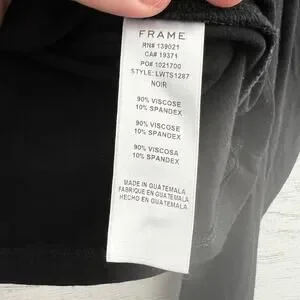 FRAME
RN# 139021
CA# 19371
PO# 1021700
STYLE: LWTS1287
NOIR
90% VISCOSE
10% SPANDEX
90% VISCOSE
10% SPANDEX
90% VISCOSA
10% SPANDEX
MADE IN GUATEMALA
FABRIQUE EN GUATEMALA
HECHO EN GUATEMALA